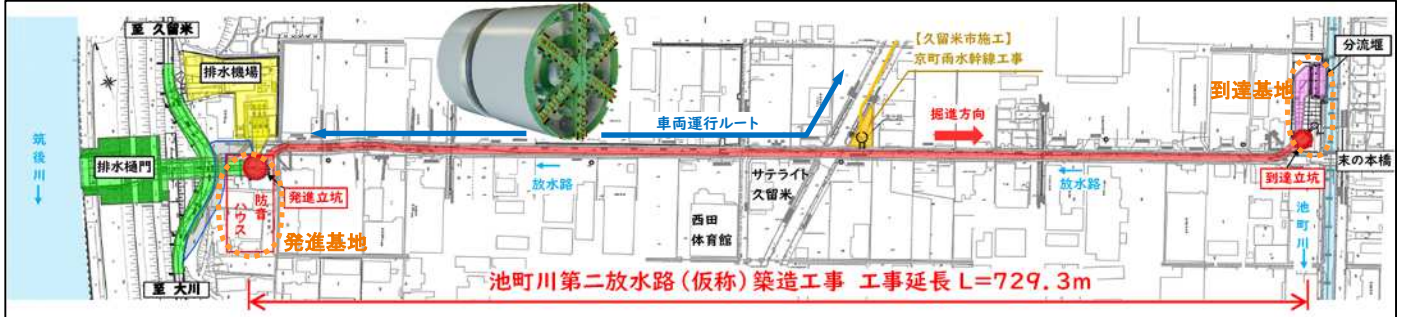 至 久留米
排水機場
筑後川
↓
排水樋門
発進立坑
防音
ハウス
発進基地
至 大川
車両運行ルート
【久留米市施工】
京町雨水幹線工事
掘進方向
放水路
サテライト
久留米
西田
体育館
放水路
分流堰
到達基地
末の本橋
到達立坑
池町川
↓
池町川第二放水路(仮称)築造工事 工事延長 L=729.3m